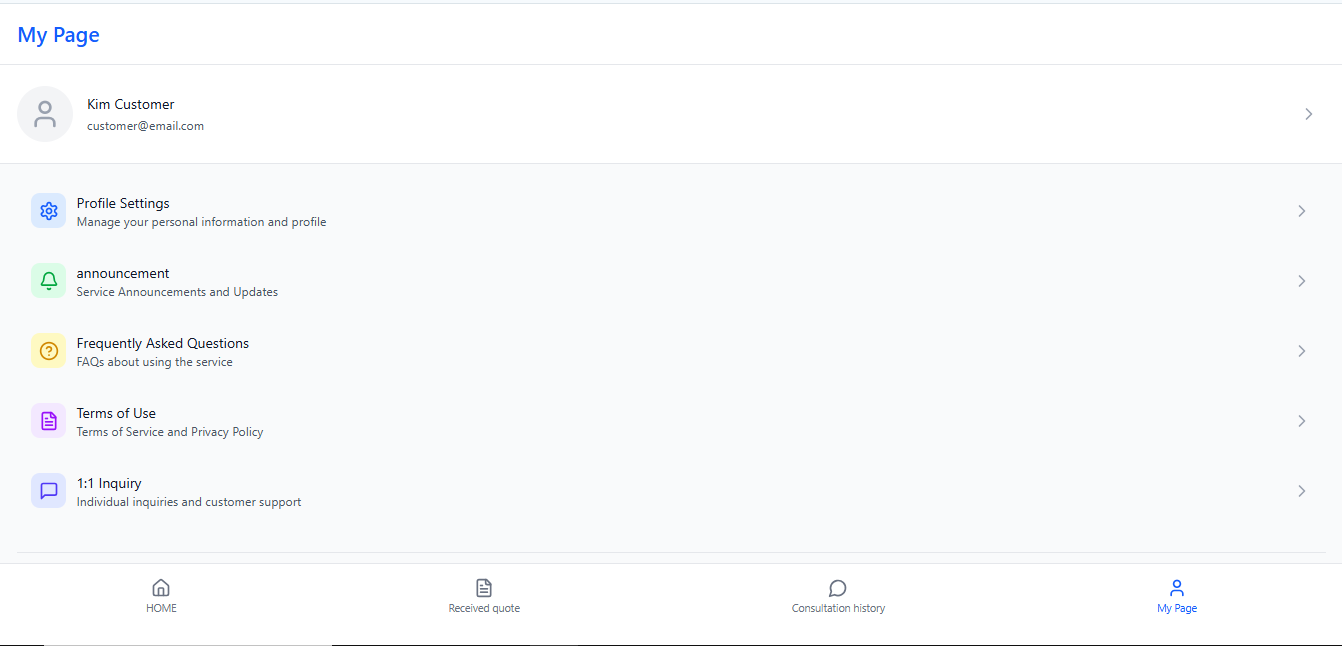 My Page
Kim Customer
customer@email.com
Profile Settings
Manage your personal information and profile
announcement
Service Announcements and Updates
Frequently Asked Questions
FAQs about using the service
Terms of Use
Terms of Service and Privacy Policy
1:1 Inquiry
Individual inquiries and customer support
HOME
Received quote
Consultation history
My Page